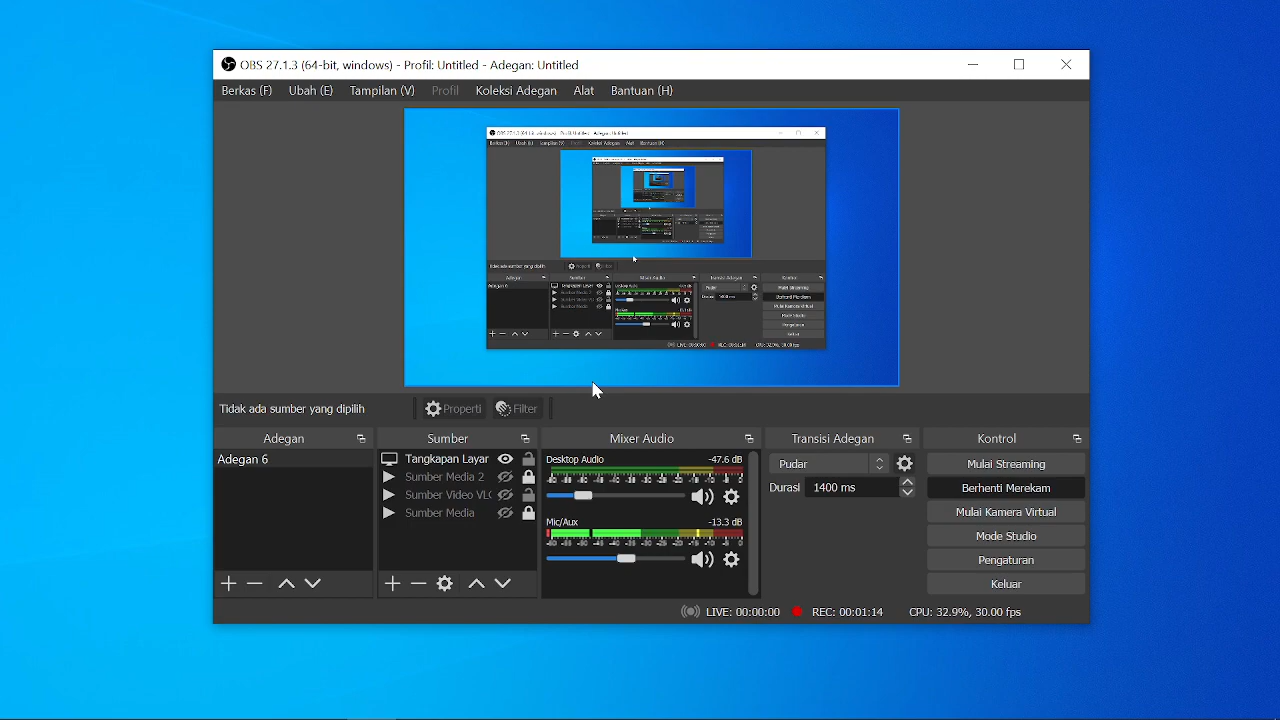 OBS 27.1.3 (64-bit, windows) - Profil: Untitled - Adegan: Untitled
Berkas (F) Ubah (E) Tampilan (V) Profil Koleksi Adegan Alat Bantuan (H)
Tidak ada sumber yang dipilih Properti Filter
Adegan Sumber Mixer Audio Transisi Adegan Kontrol
Adegan 6
Tangkapan Layar
Sumber Media 2
Sumber Video VLC
Sumber Media
Desktop Audio -47.6 dB
Mic/Aux -13.3 dB
Pudar
Durasi 1400 ms
Mulai Streaming
Berhenti Merekam
Mulai Kamera Virtual
Mode Studio
Pengaturan
Keluar
LIVE: 00:00:00 REC: 00:01:14 CPU: 32.9%, 30.00 fps